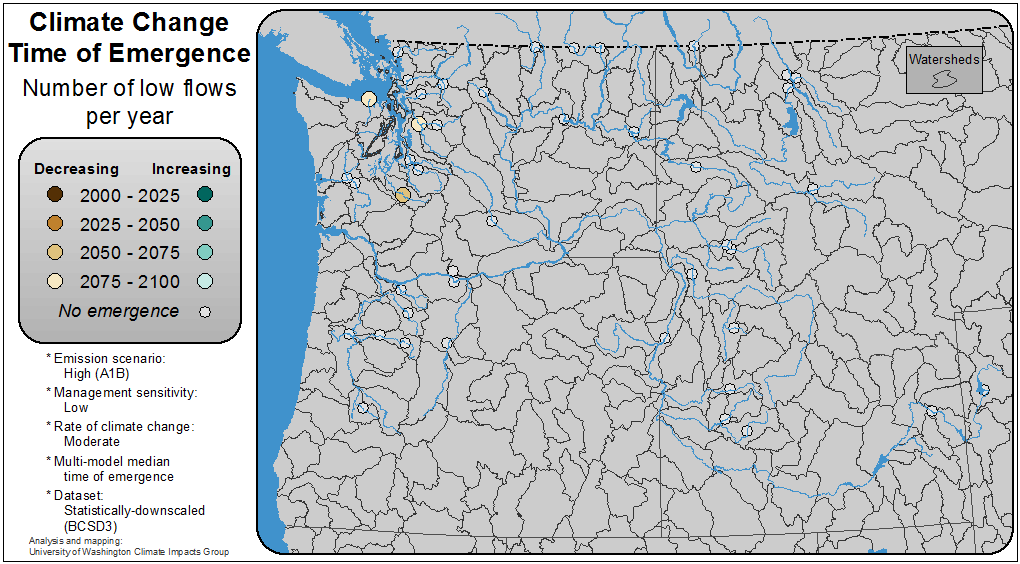 Climate Change
Time of Emergence
Number of low flows
per year
Decreasing Increasing
2000 - 2025
2025 - 2050
2050 - 2075
2075 - 2100
No emergence
* Emission scenario:
High (A1B)
* Management sensitivity:
Low
* Rate of climate change:
Moderate
* Multi-model median
time of emergence
* Dataset:
Statistically-downscaled
(BCSD3)
Analysis and mapping:
University of Washington Climate Impacts Group
Watersheds